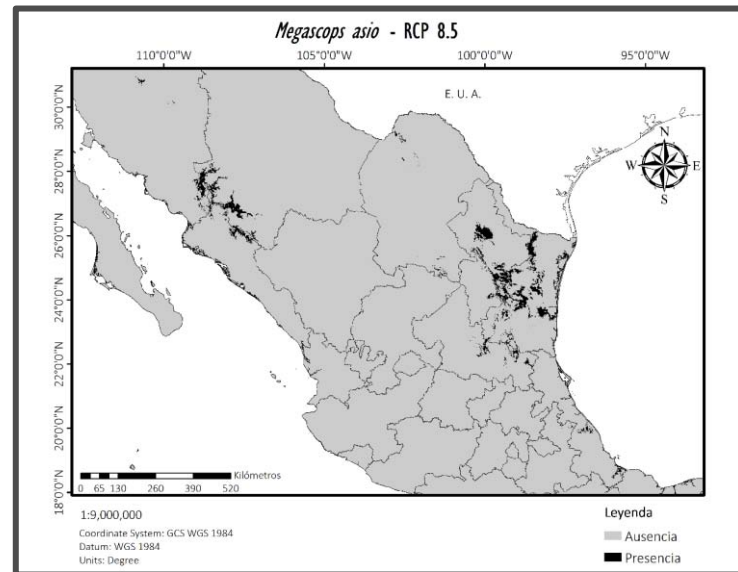 Megascops asio - RCP 8.5
110°0'0"W 105°0'0"W 100°0'0"W 95°0'0"W
E. U. A.
30°0'0"N
N
W E
S
28°0'0"N
26°0'0"N
24°0'0"N
22°0'0"N
20°0'0"N
18°0'0"N
Kilómetros
0 65 130 260 390 520
1:9,000,000
Coordinate System: GCS WGS 1984
Datum: WGS 1984
Units: Degree
Leyenda
Ausencia
Presencia